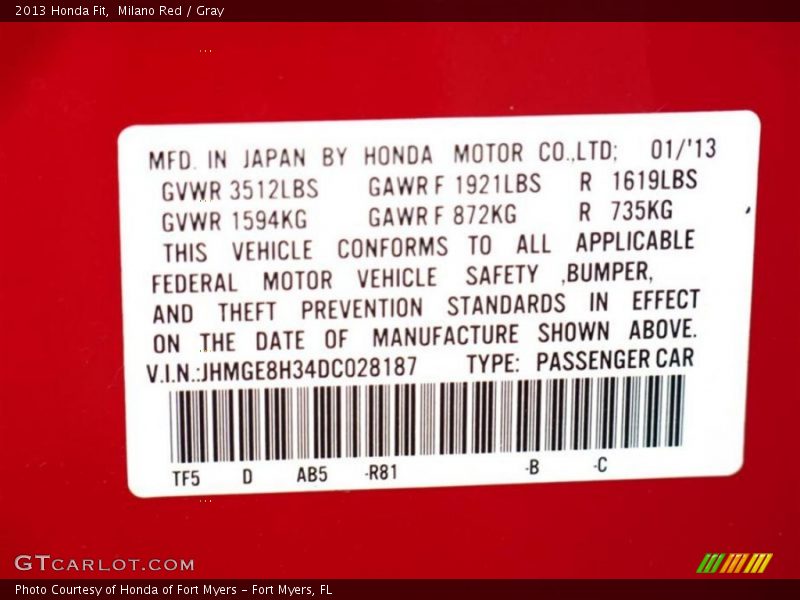 2013 Honda Fit,  Milano Red / Gray
MFD. IN JAPAN BY HONDA MOTOR CO.,LTD; 01/'13
GVWR 3512LBS GAWR F 1921LBS R 1619LBS
GVWR 1594KG GAWR F 872KG R 735KG
THIS VEHICLE CONFORMS TO ALL APPLICABLE
FEDERAL MOTOR VEHICLE SAFETY ,BUMPER,
AND THEFT PREVENTION STANDARDS IN EFFECT
ON THE DATE OF MANUFACTURE SHOWN ABOVE.
V.I.N.:JHMGE8H34DC028187 TYPE: PASSENGER CAR
TF5 D AB5 -R81 -B -C
GTCARLOT.COM
Photo Courtesy of Honda of Fort Myers – Fort Myers, FL